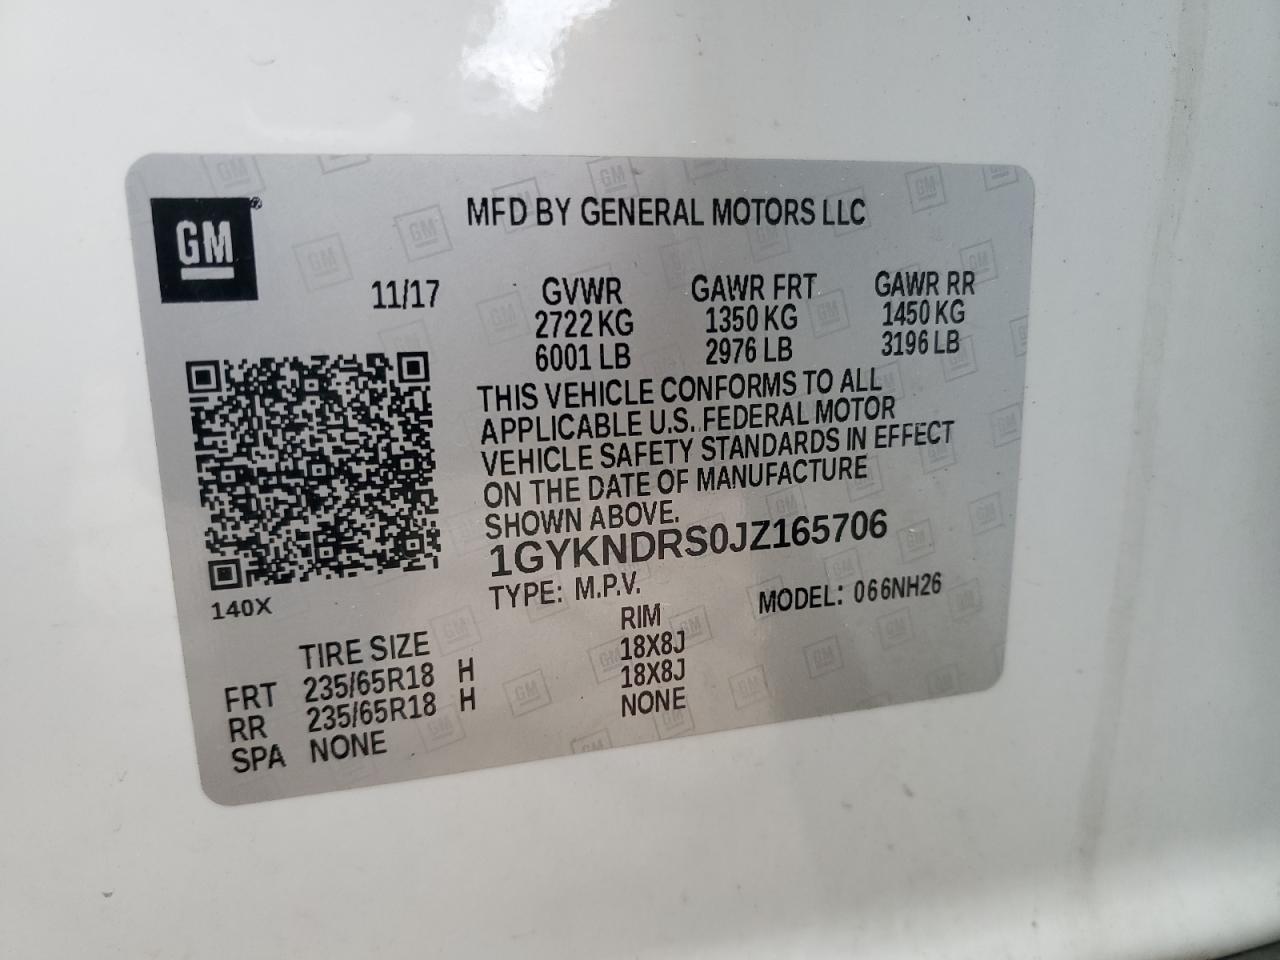 GM®
MFD BY GENERAL MOTORS LLC
11/17
GVWR GAWR FRT GAWR RR
2722 KG 1350 KG 1450 KG
6001 LB 2976 LB 3196 LB
THIS VEHICLE CONFORMS TO ALL
APPLICABLE U.S. FEDERAL MOTOR
VEHICLE SAFETY STANDARDS IN EFFECT
ON THE DATE OF MANUFACTURE
SHOWN ABOVE.
1GYKNDRS0JZ165706
TYPE: M.P.V. MODEL: 066NH26
140X
TIRE SIZE RIM
FRT 235/65R18 H 18X8J
RR 235/65R18 H 18X8J
SPA NONE NONE